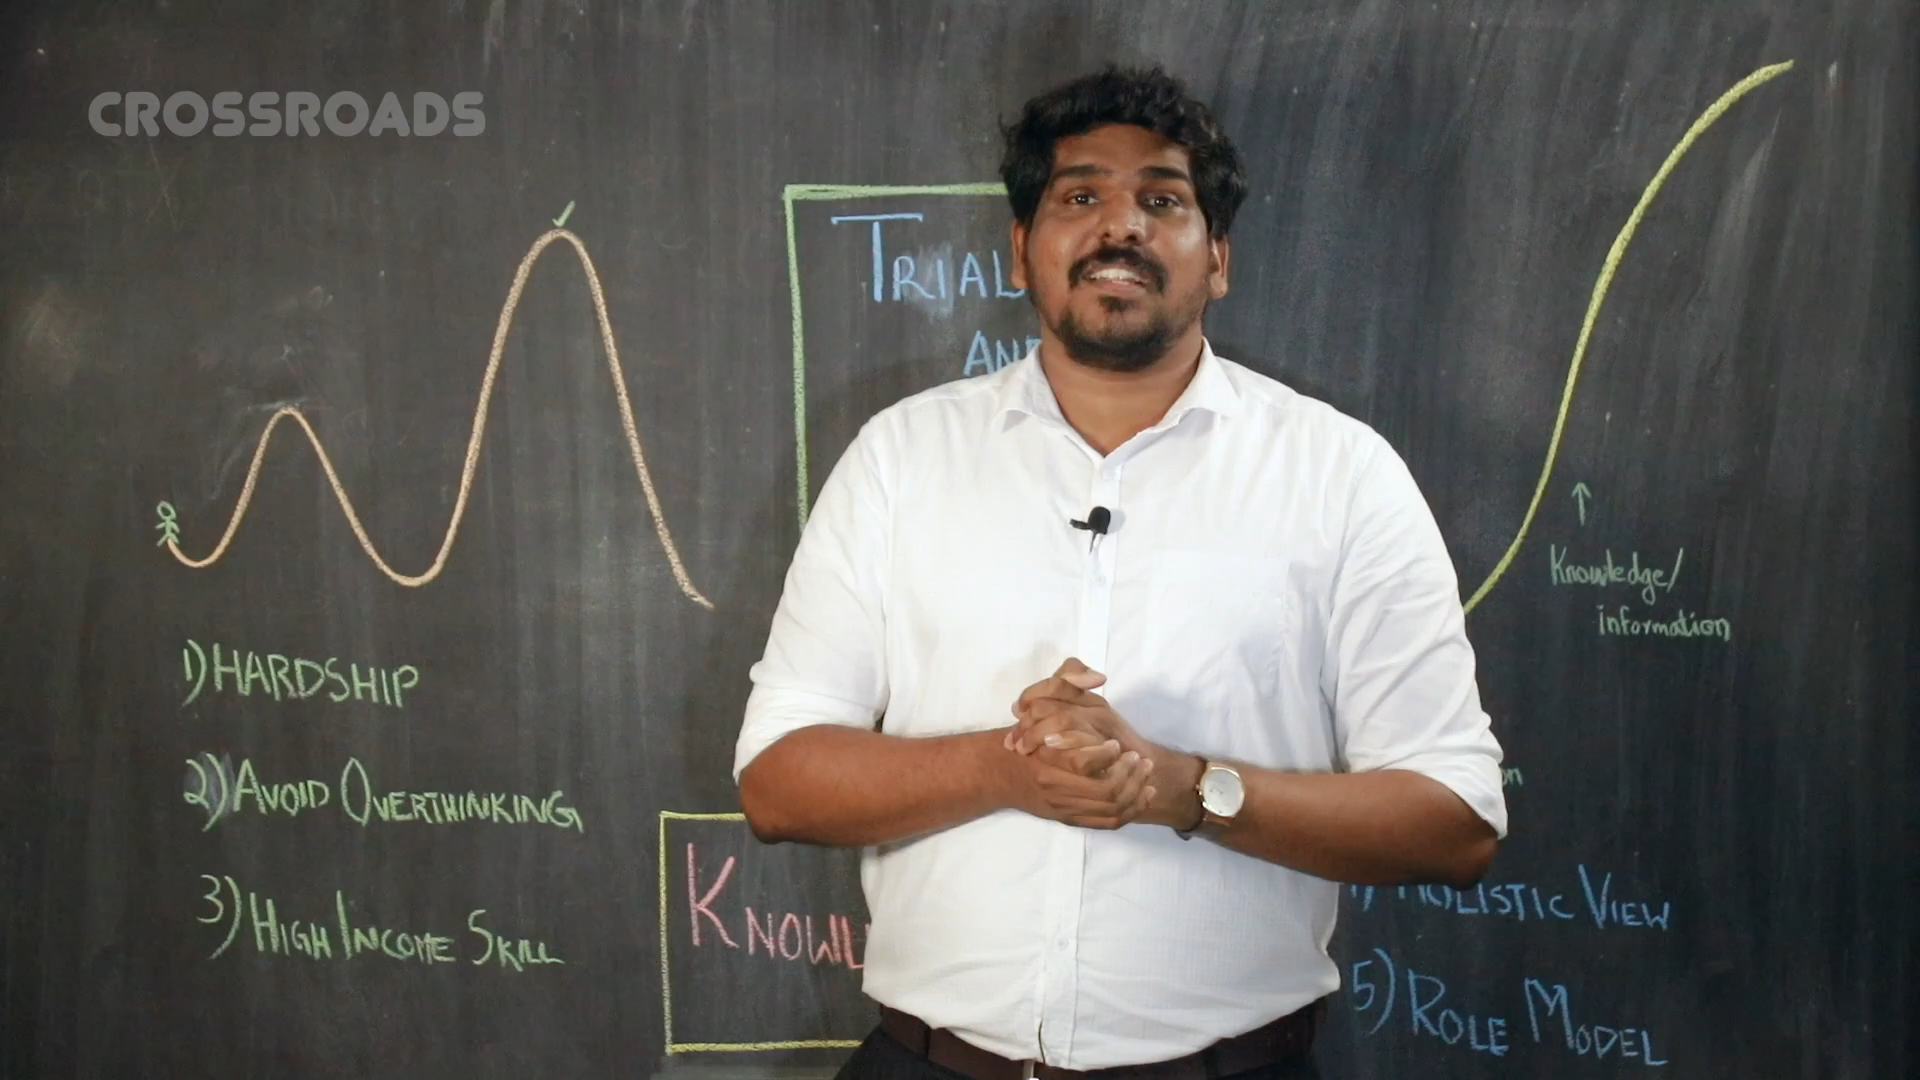 CROSSROADS
TRIAL
AND
Knowledge/
information
1) HARDSHIP
2) AVOID OVERTHINKING
3) HIGH INCOME SKILL
KNOWL
HOLISTIC VIEW
5) ROLE MODEL